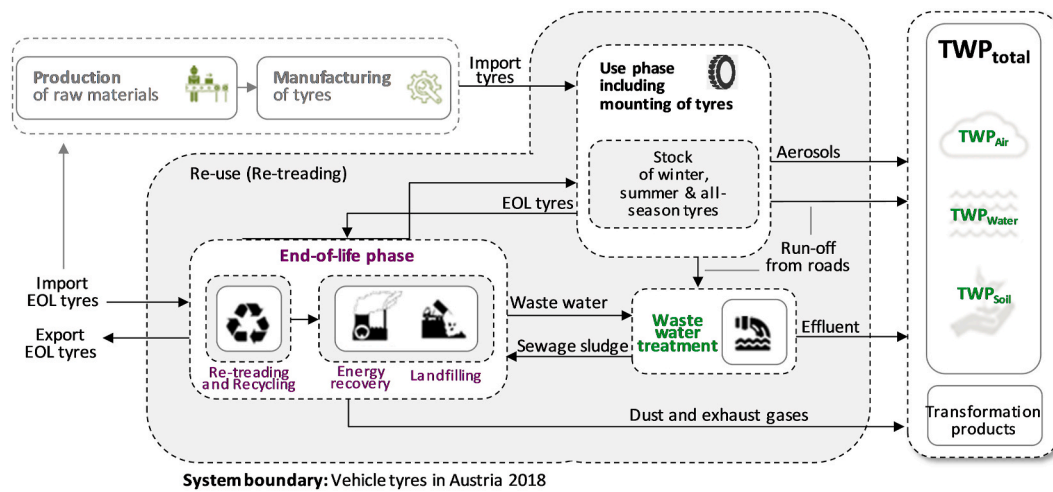 Production
of raw materials
Manufacturing
of tyres
Import
tyres
Use phase
including
mounting of tyres
Stock
of winter,
summer & all-
season tyres
Aerosols
Run-off
from roads
Re-use (Re-treading)
EOL tyres
End-of-life phase
Import
EOL tyres
Export
EOL tyres
Re-treading
and Recycling
Energy
recovery
Landfilling
Waste water
Sewage sludge
Waste
water
treatment
Effluent
Dust and exhaust gases
TWPtotal
TWPAir
TWPWater
TWPSoil
Transformation
products
System boundary: Vehicle tyres in Austria 2018